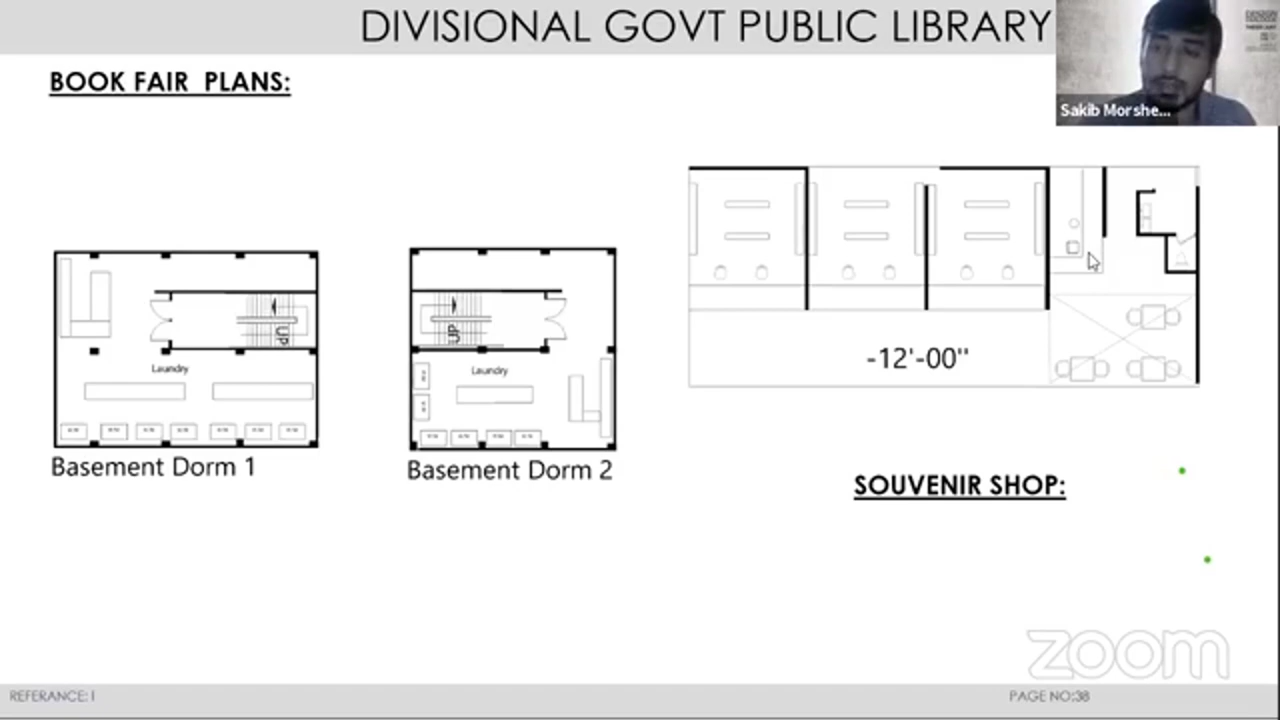 DIVISIONAL GOVT PUBLIC LIBRARY
Sakib Morshe...
BOOK FAIR PLANS:
UP
Laundry
Basement Dorm 1
UP
Laundry
Basement Dorm 2
-12'-00"
SOUVENIR SHOP:
zoom
REFERANCE: I
PAGE NO:38